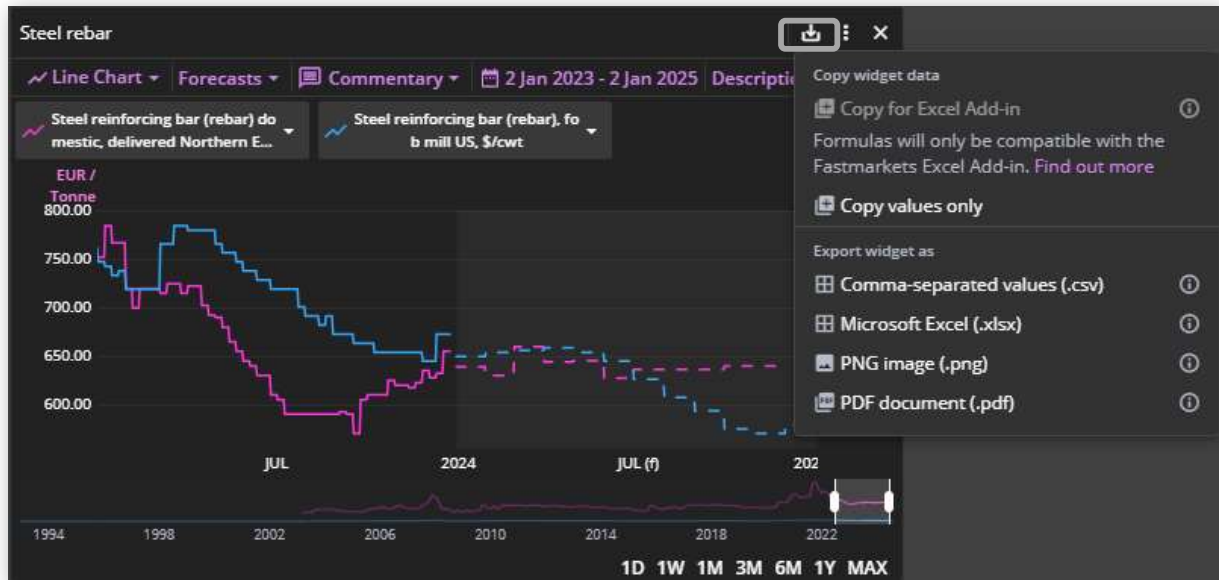 Steel rebar
Line Chart
Forecasts
Commentary
2 Jan 2023 - 2 Jan 2025
Steel reinforcing bar (rebar) do
mestic, delivered Northern E...
Steel reinforcing bar (rebar), fo
b mill US, $/cwt
EUR /
Tonne
800.00
750.00
700.00
650.00
600.00
JUL
2024
JUL (f)
1994
1998
2002
2006
2010
2014
2018
2022
1D 1W 1M 3M 6M 1Y MAX
Copy widget data
Copy for Excel Add-in
Formulas will only be compatible with the
Fastmarkets Excel Add-in. Find out more
Copy values only
Export widget as
Comma-separated values (.csv)
Microsoft Excel (.xlsx)
PNG image (.png)
PDF document (.pdf)